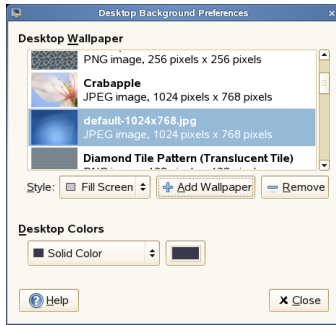 Desktop Background Preferences
Desktop Wallpaper
PNG image, 256 pixels x 256 pixels
Crabapple
JPEG image, 1024 pixels x 768 pixels
default-1024x768.jpg
JPEG image, 1024 pixels x 768 pixels
Diamond Tile Pattern (Translucent Tile)
Style: Fill Screen Add Wallpaper Remove
Desktop Colors
Solid Color
Help Close